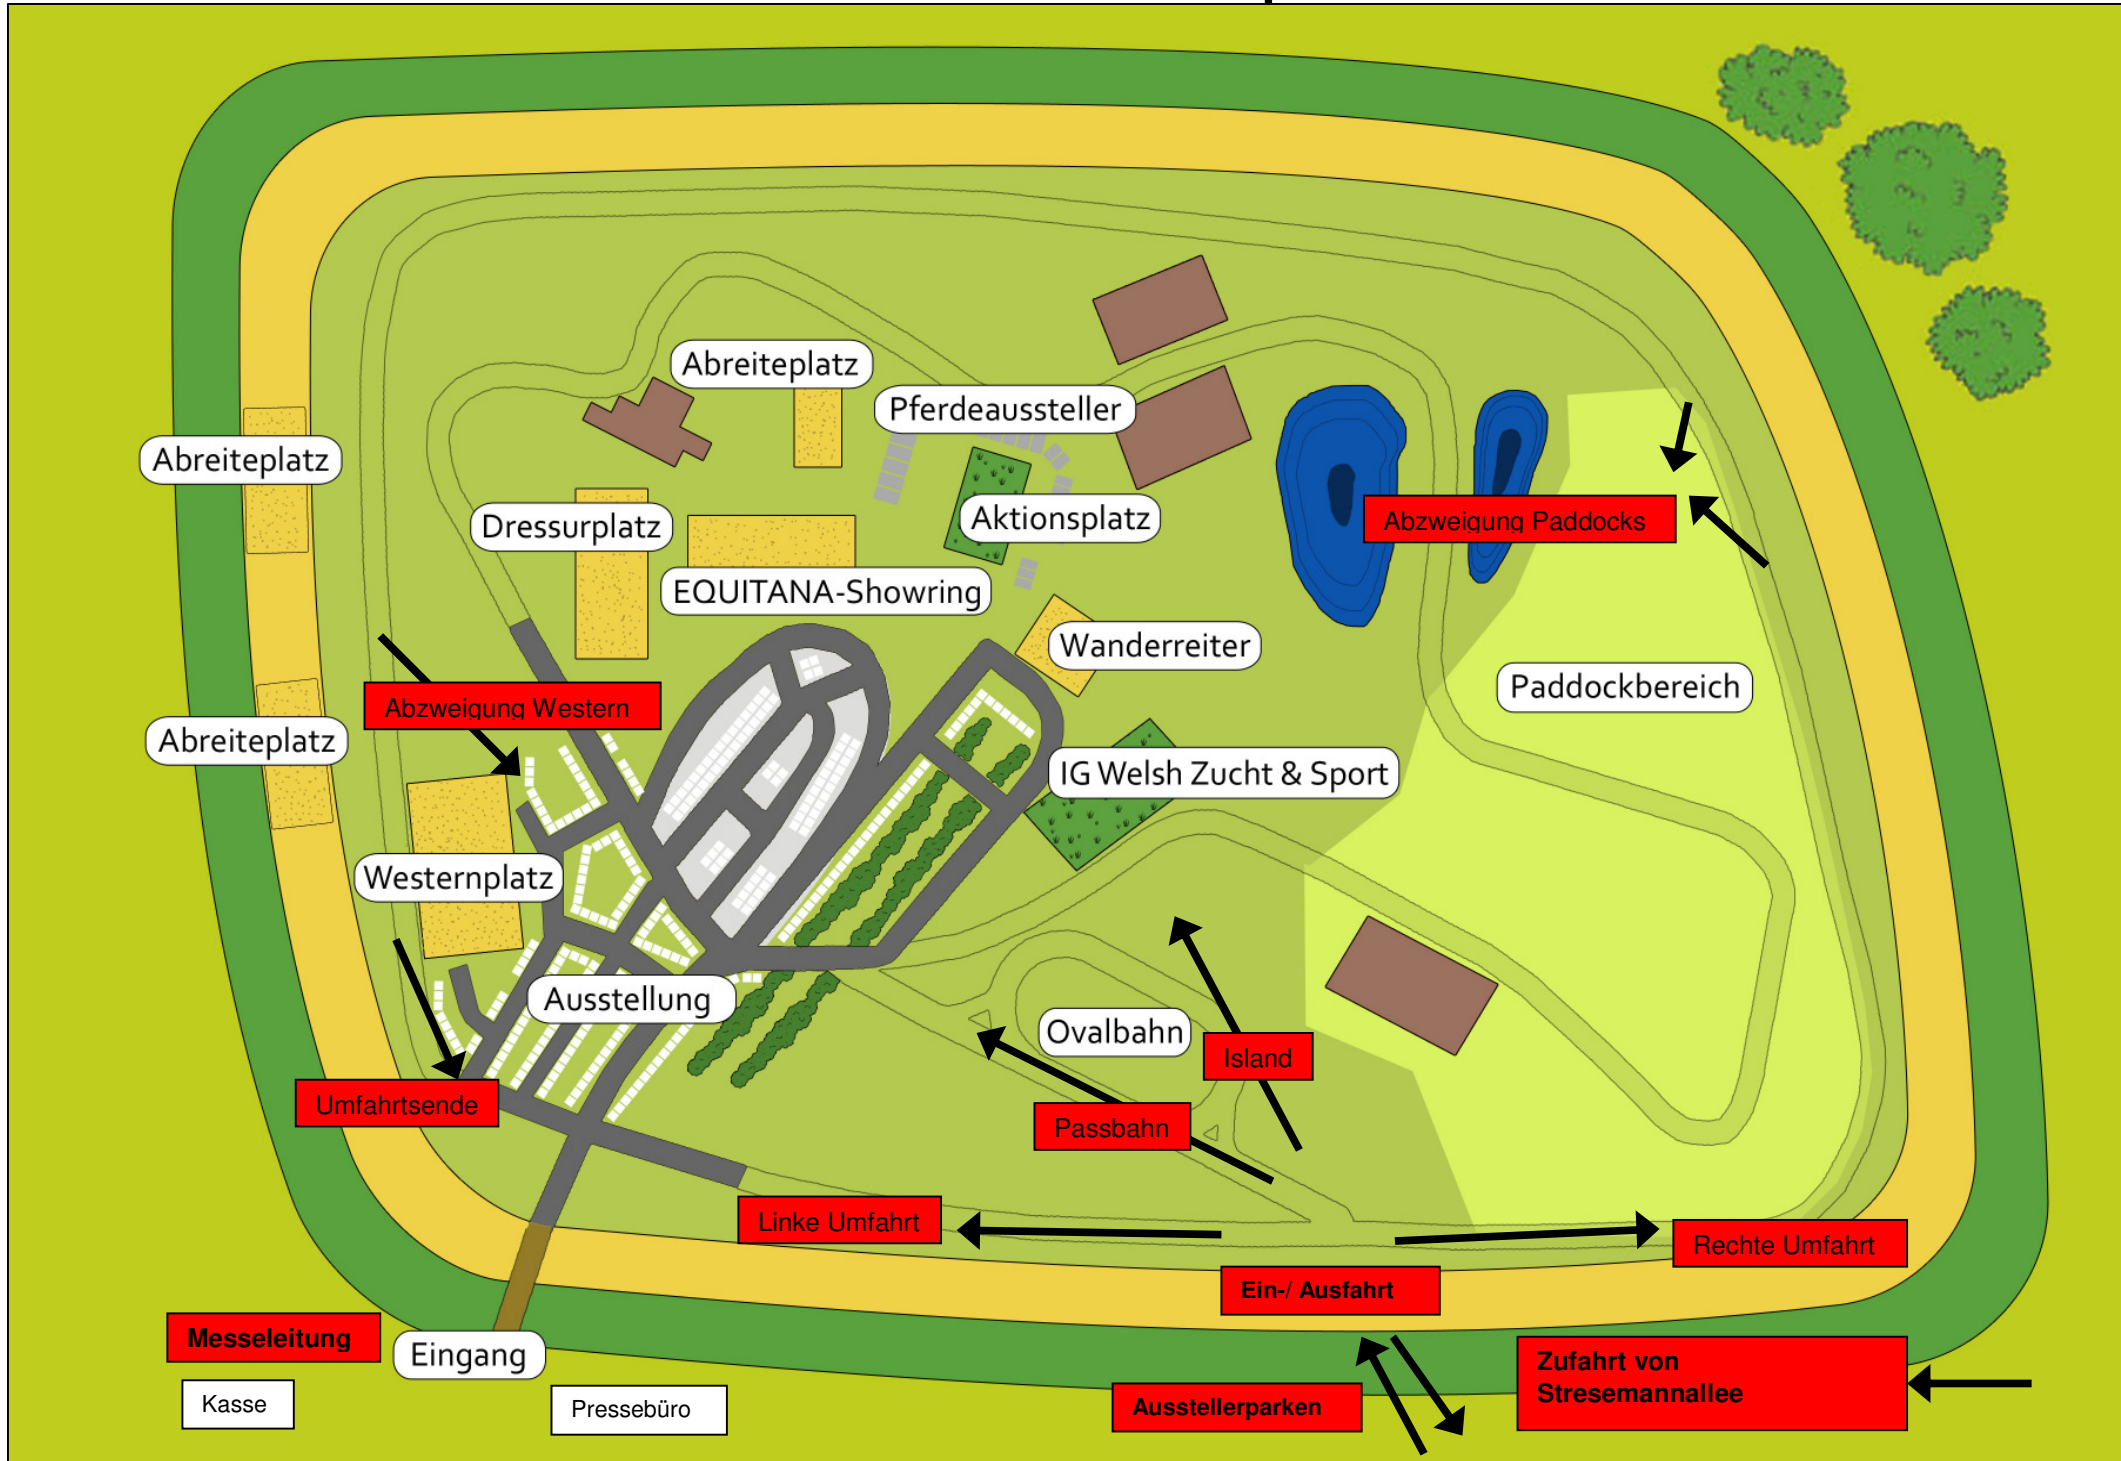 Abreiteplatz
Pferdeaussteller
Abreiteplatz
Dressurplatz
Aktionsplatz
Abzweigung Paddocks
EQUITANA-Showring
Wanderreiter
Paddockbereich
Abzweigung Western
Abreiteplatz
IG Welsh Zucht & Sport
Westernplatz
Ausstellung
Ovalbahn
Island
Umfahrtsende
Passbahn
Linke Umfahrt
Rechte Umfahrt
Ein-/ Ausfahrt
Messeleitung
Eingang
Zufahrt von
Stresemannallee
Kasse
Pressebüro
Ausstellerparken